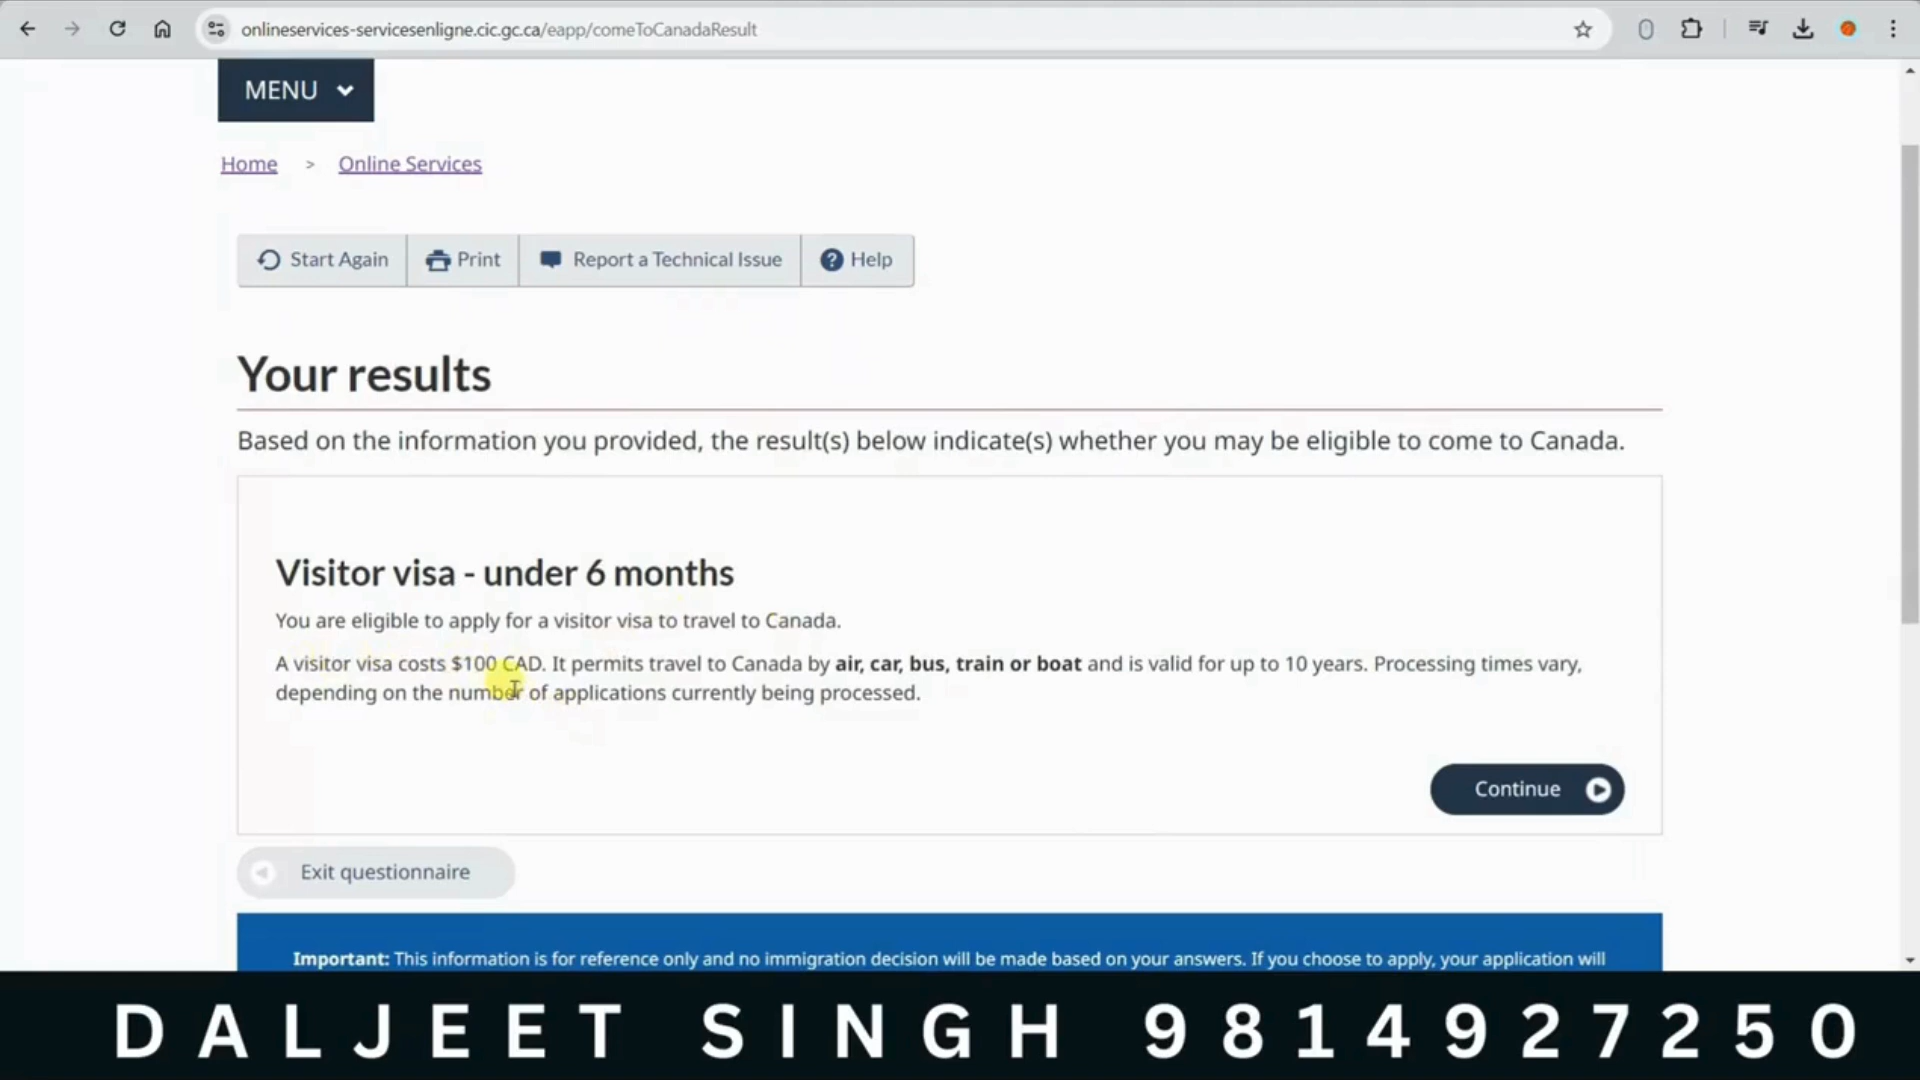 onlineservices-servicesenligne.cic.gc.ca/eapp/comeToCanadaResult
MENU
Home > Online Services
Start Again Print Report a Technical Issue Help
Your results
Based on the information you provided, the result(s) below indicate(s) whether you may be eligible to come to Canada.
Visitor visa - under 6 months
You are eligible to apply for a visitor visa to travel to Canada.
A visitor visa costs $100 CAD. It permits travel to Canada by air, car, bus, train or boat and is valid for up to 10 years. Processing times vary,
depending on the number of applications currently being processed.
Continue
Exit questionnaire
Important: This information is for reference only and no immigration decision will be made based on your answers. If you choose to apply, your application will
DALJEET SINGH 9814927250